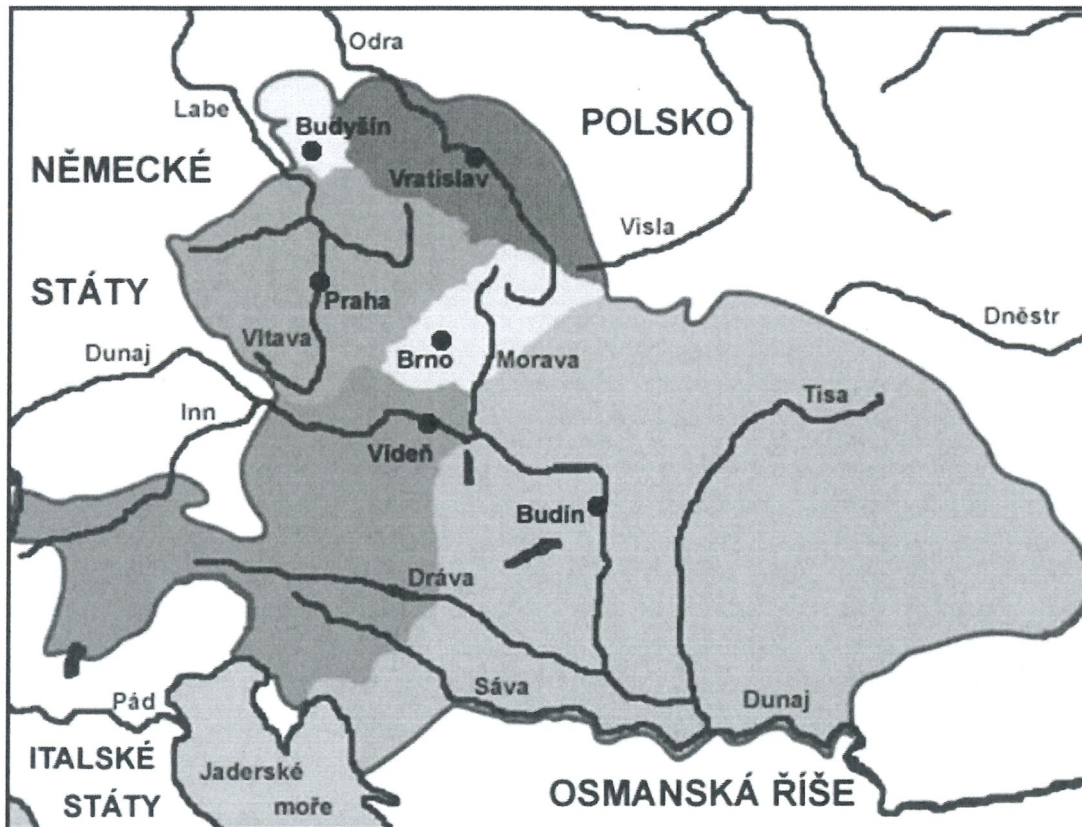 Odra
Labe
POLSKO
Budyšín
NĚMECKÉ
Vratislav
Visla
STÁTY
Praha
Dněstr
Vltava
Dunaj
Brno
Morava
Inn
Tisa
Vídeň
Budín
Dráva
Sáva
Pád
Dunaj
ITALSKÉ
STÁTY
Jaderské
moře
OSMANSKÁ ŘÍŠE